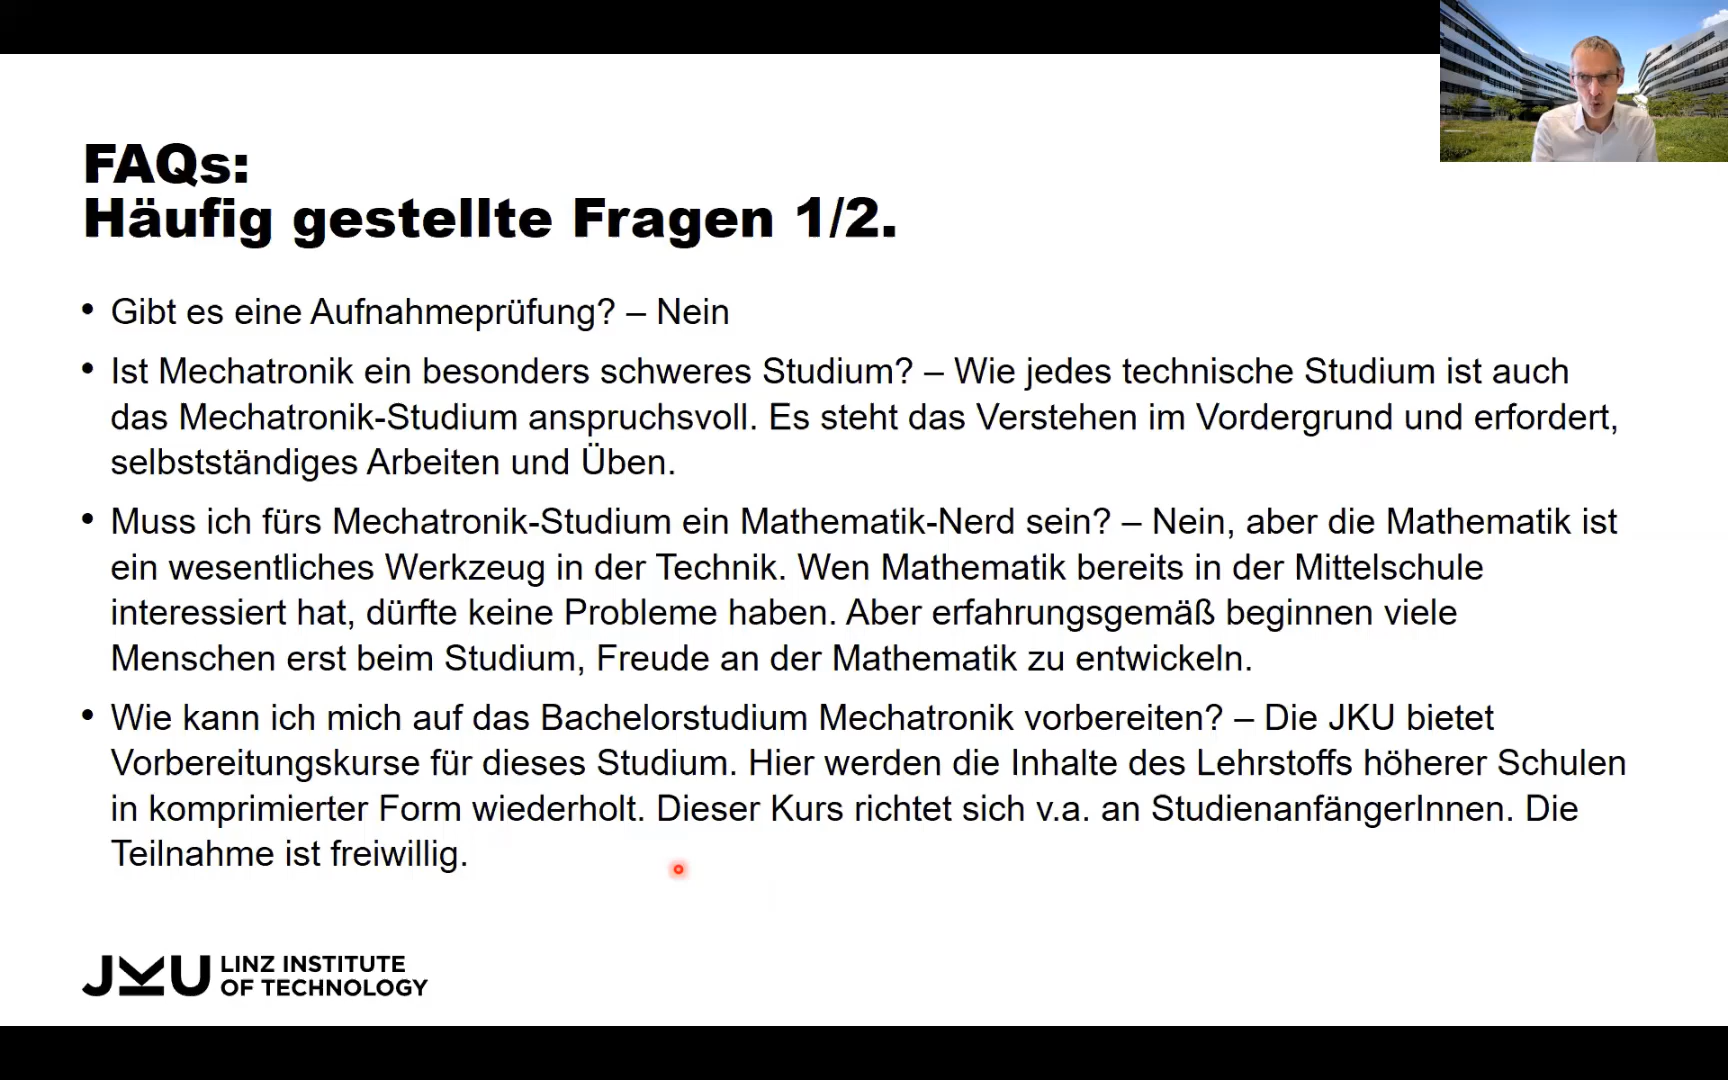 FAQs:
Häufig gestellte Fragen 1/2.
• Gibt es eine Aufnahmeprüfung? – Nein
• Ist Mechatronik ein besonders schweres Studium? – Wie jedes technische Studium ist auch
das Mechatronik-Studium anspruchsvoll. Es steht das Verstehen im Vordergrund und erfordert,
selbstständiges Arbeiten und Üben.
• Muss ich fürs Mechatronik-Studium ein Mathematik-Nerd sein? – Nein, aber die Mathematik ist
ein wesentliches Werkzeug in der Technik. Wen Mathematik bereits in der Mittelschule
interessiert hat, dürfte keine Probleme haben. Aber erfahrungsgemäß beginnen viele
Menschen erst beim Studium, Freude an der Mathematik zu entwickeln.
• Wie kann ich mich auf das Bachelorstudium Mechatronik vorbereiten? – Die JKU bietet
Vorbereitungskurse für dieses Studium. Hier werden die Inhalte des Lehrstoffs höherer Schulen
in komprimierter Form wiederholt. Dieser Kurs richtet sich v.a. an StudienanfängerInnen. Die
Teilnahme ist freiwillig.
JKU LINZ INSTITUTE
OF TECHNOLOGY